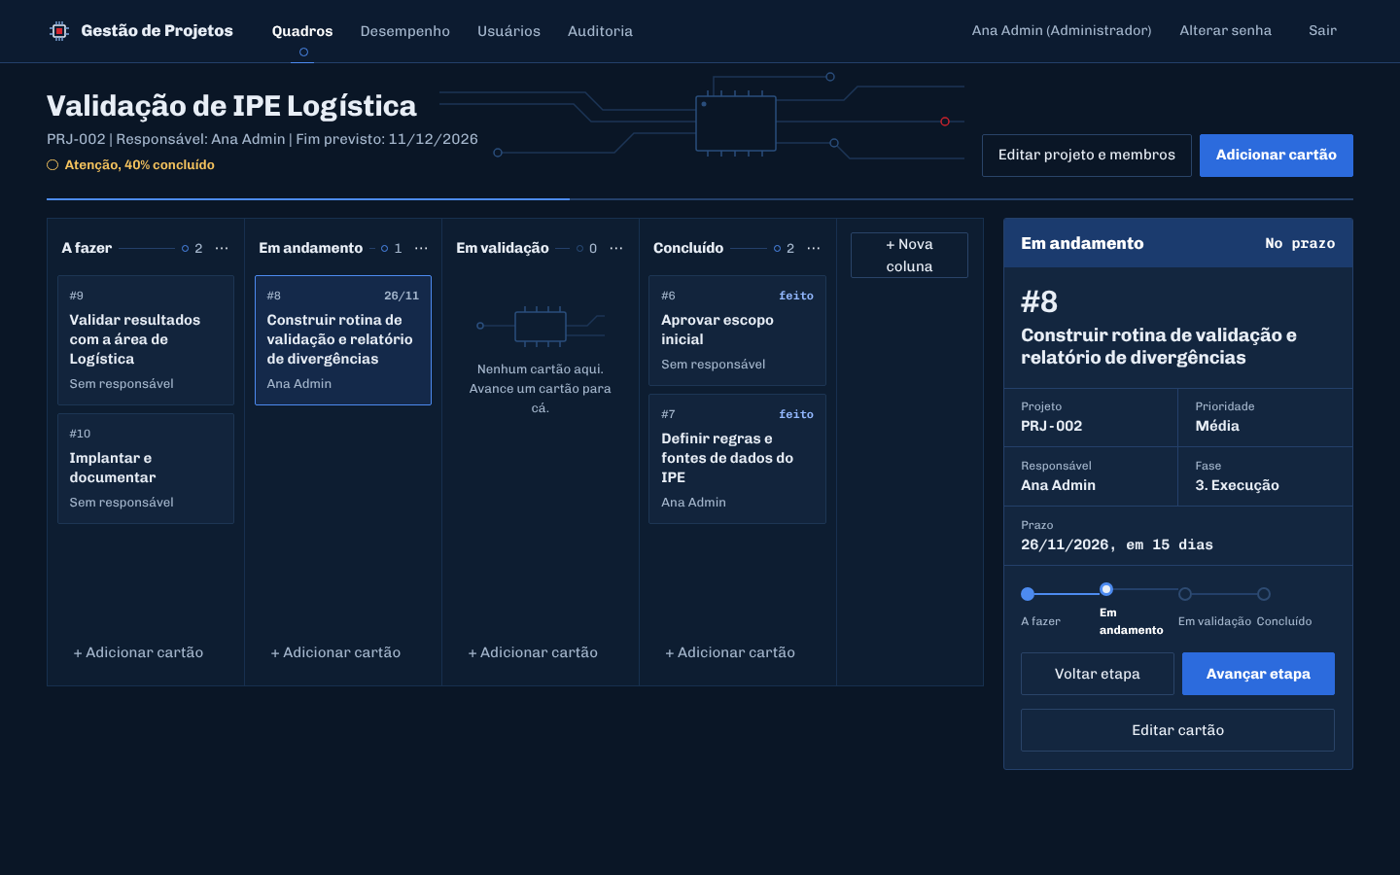 Gestão de Projetos
Quadros
Desempenho
Usuários
Auditoria
Ana Admin (Administrador)
Alterar senha
Sair
Validação de IPE Logística
PRJ-002 | Responsável: Ana Admin | Fim previsto: 11/12/2026
Atenção, 40% concluído
Editar projeto e membros
Adicionar cartão
A fazer
2
...
#9
Validar resultados
com a área de
Logística
Sem responsável
#10
Implantar e
documentar
Sem responsável
+ Adicionar cartão
Em andamento
1
...
#8
26/11
Construir rotina de
validação e relatório
de divergências
Ana Admin
+ Adicionar cartão
Em validação
0
...
Nenhum cartão aqui.
Avance um cartão para
cá.
+ Adicionar cartão
Concluído
2
...
#6
feito
Aprovar escopo
inicial
Sem responsável
#7
feito
Definir regras e
fontes de dados do
IPE
Ana Admin
+ Adicionar cartão
+ Nova
coluna
Em andamento
No prazo
#8
Construir rotina de validação e
relatório de divergências
Projeto
PRJ-002
Prioridade
Média
Responsável
Ana Admin
Fase
3. Execução
Prazo
26/11/2026, em 15 dias
A fazer
Em
andamento
Em validação
Concluído
Voltar etapa
Avançar etapa
Editar cartão